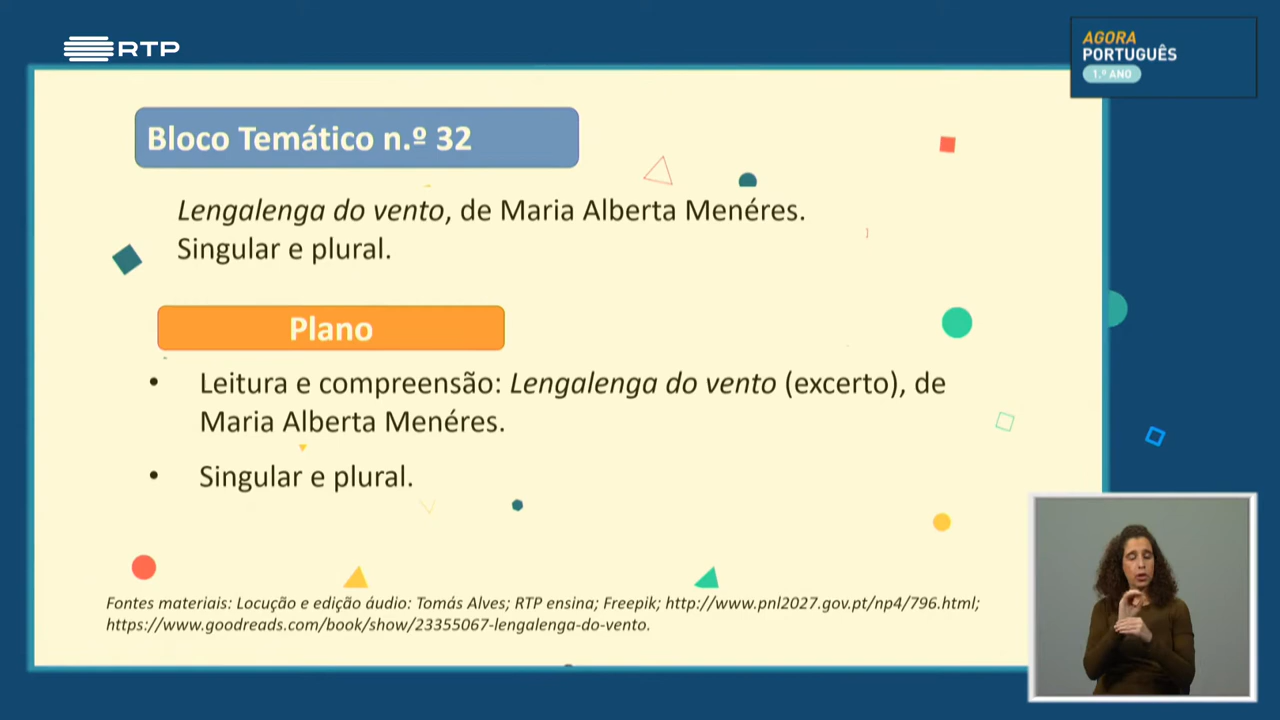 RTP
AGORA
PORTUGUÊS
1.º ANO
Bloco Temático n.º 32
Lengalenga do vento, de Maria Alberta Menéres.
Singular e plural.
Plano
• Leitura e compreensão: Lengalenga do vento (excerto), de
Maria Alberta Menéres.
• Singular e plural.
Fontes materiais: Locução e edição áudio: Tomás Alves; RTP ensina; Freepik; http://www.pnl2027.gov.pt/np4/796.html;
https://www.goodreads.com/book/show/23355067-lengalenga-do-vento.